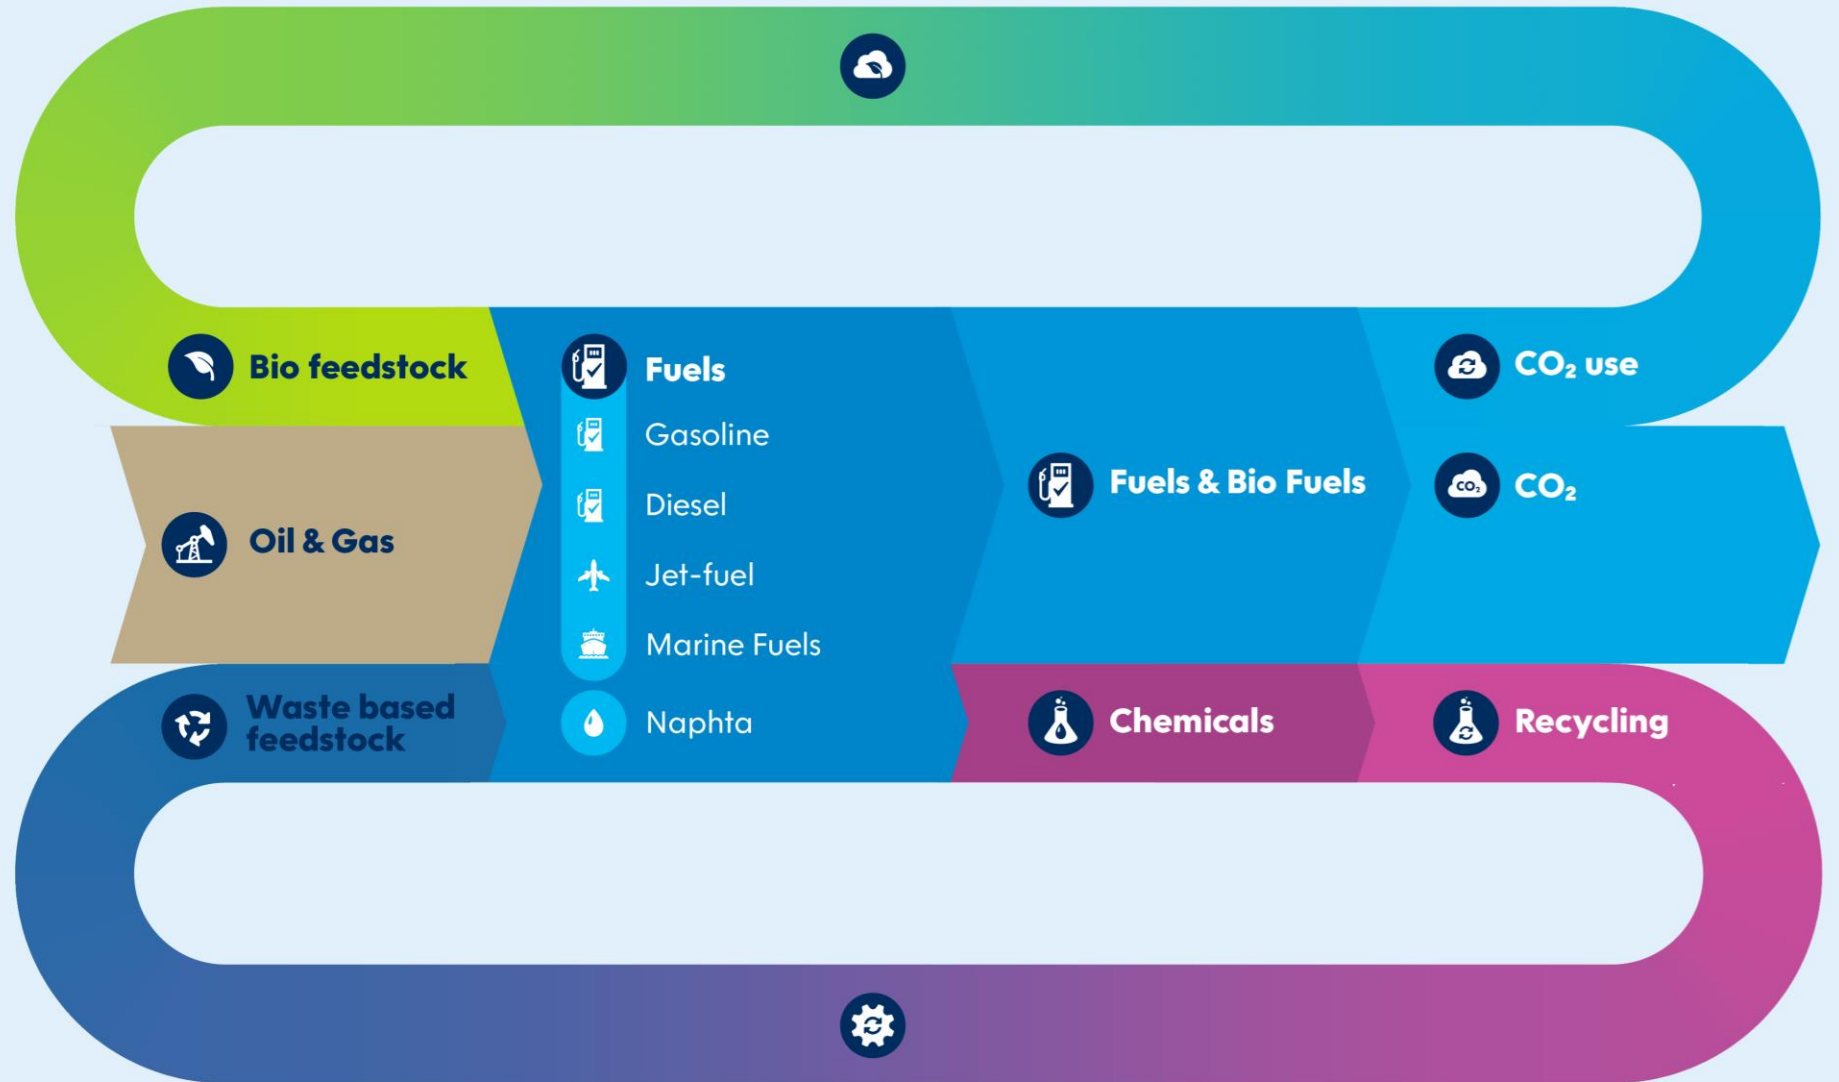 Bio feedstock
Oil & Gas
Waste based
feedstock
Fuels
Gasoline
Diesel
Jet-fuel
Marine Fuels
Naphta
Fuels & Bio Fuels
Chemicals
CO₂ use
CO₂
CO₂
Recycling